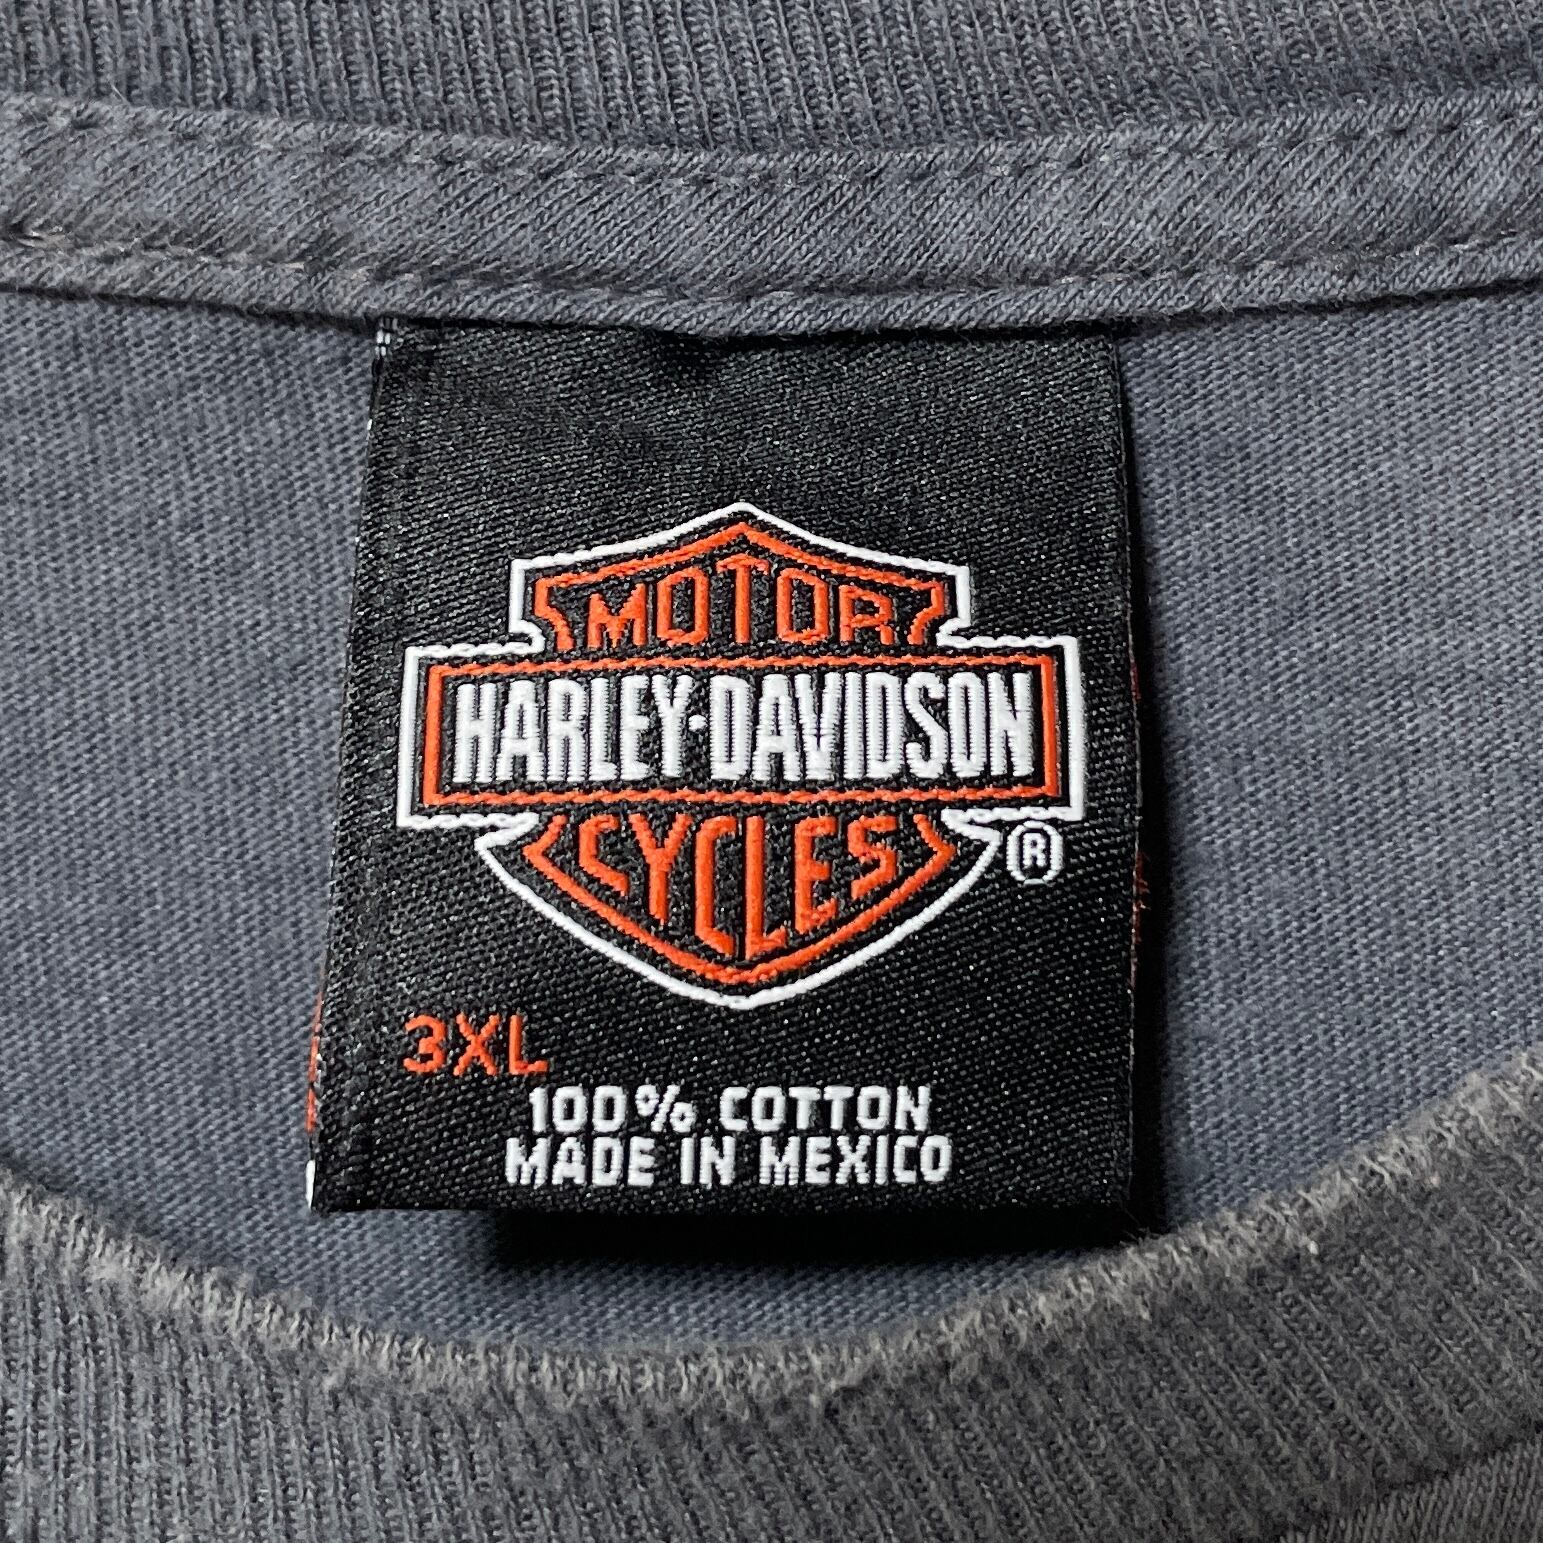 MOTOR
HARLEY-DAVIDSON
CYCLES
®
3XL
100% COTTON
MADE IN MEXICO